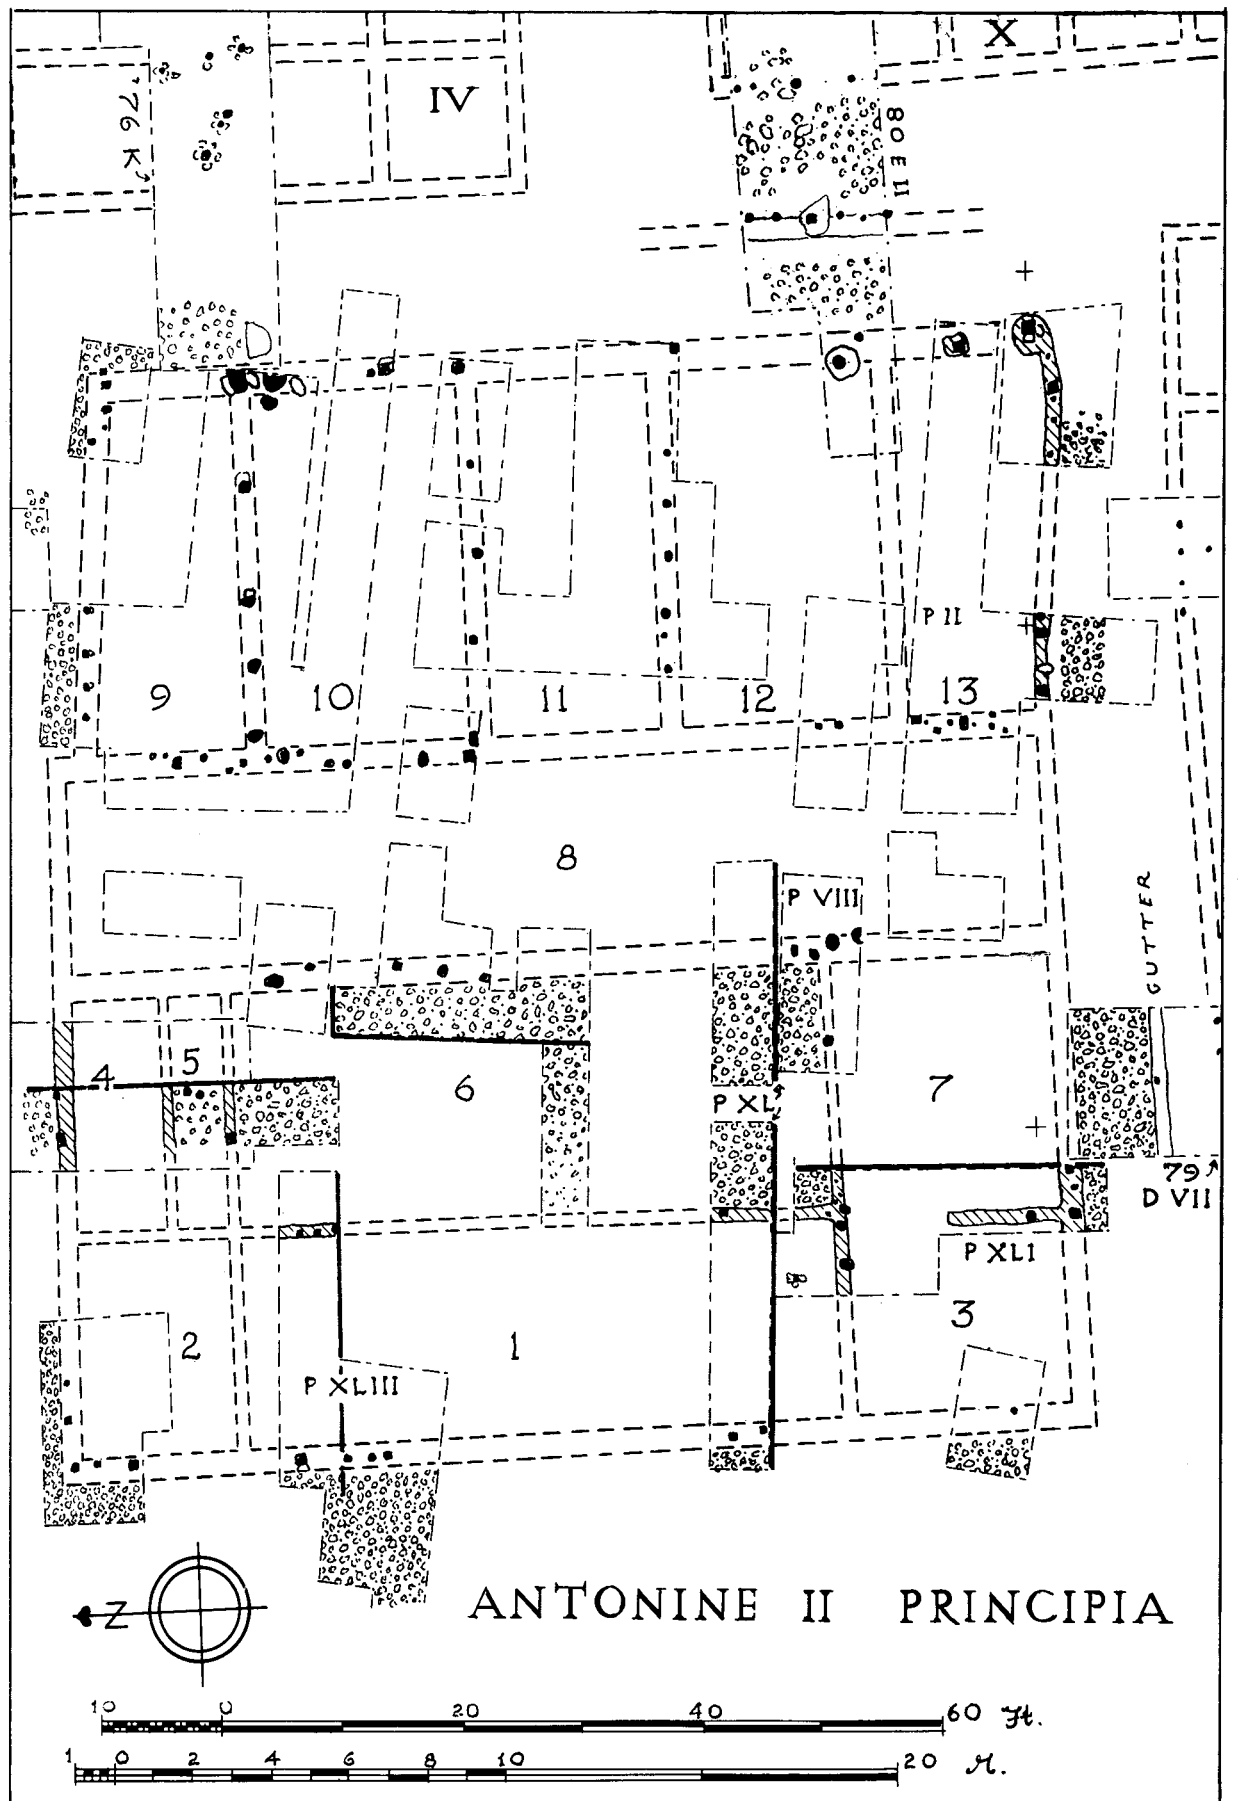 X
IV
'76 K
80 E 11
P II
9
10
11
12
13
8
P VIII
GUTTER
4
5
6
7
P XL
79
D VII
P XLI
3
2
1
P XLIII
N
ANTONINE II PRINCIPIA
10 0 20 40 60 Ft.
1 0 2 4 6 8 10 20 M.